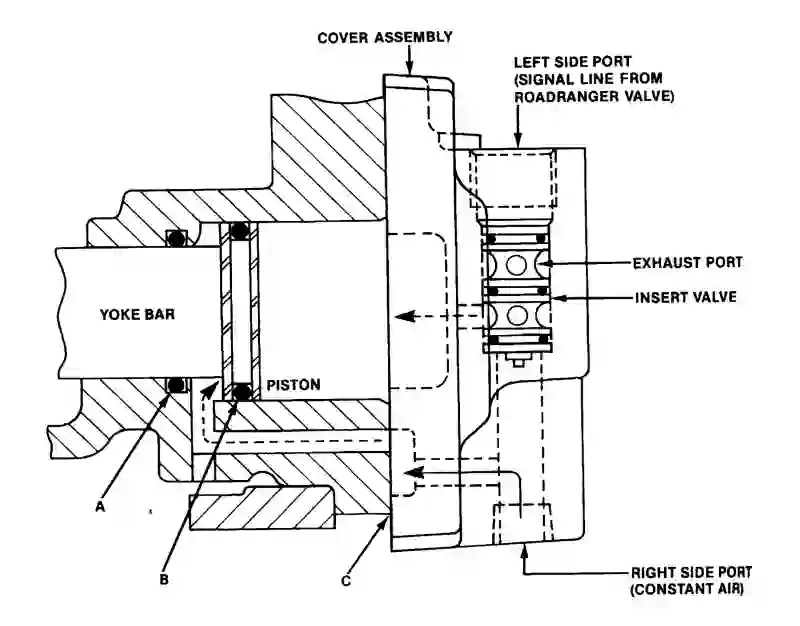 COVER ASSEMBLY
LEFT SIDE PORT
(SIGNAL LINE FROM
ROADRANGER VALVE)
EXHAUST PORT
INSERT VALVE
YOKE BAR
PISTON
A
B
C
RIGHT SIDE PORT
(CONSTANT AIR)